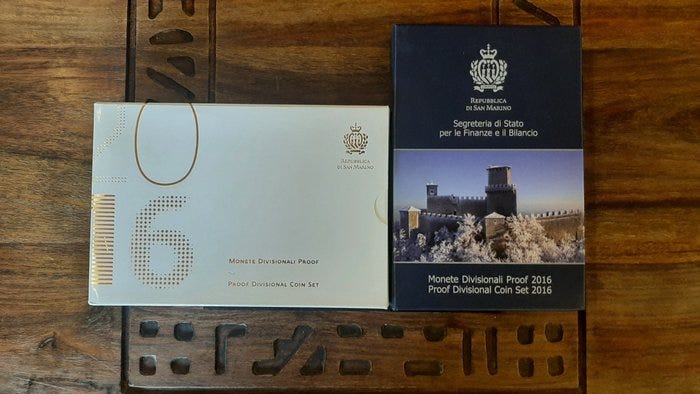 2016
REPUBBLICA
DI SAN MARINO
MONETE DIVISIONALI PROOF
PROOF DIVISIONAL COIN SET
REPUBBLICA
DI SAN MARINO
Segreteria di Stato
per le Finanze e il Bilancio
Monete Divisionali Proof 2016
Proof Divisional Coin Set 2016